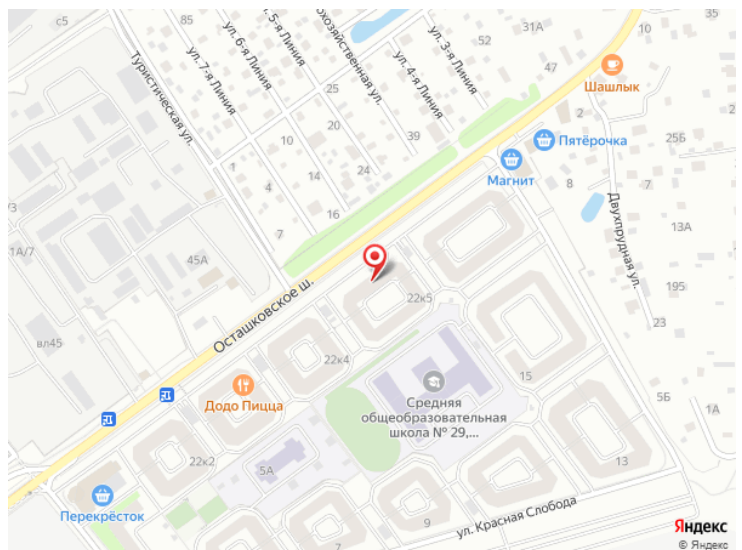 с5
85
ул. 5-я Линия
ул. 6-я Линия
ул. 7-я Линия
Туристическая ул.
ул. 4-я Линия
ул. 3-я Линия
52
31А
10
35
47
Шашлык
25
20
10
39
2
Пятёрочка
25Б
7
Магнит
8
1
4
14
24
16
7
13А
Двухпрудная ул.
1А/7
45А
195
23
Осташковское ш.
22к5
вл45
22к4
15
Додо Пицца
Средняя
общеобразовательная
школа № 29,...
5Б
1А
22к2
5А
13
Перекрёсток
9
7
ул. Красная Слобода
Яндекс
© Яндекс